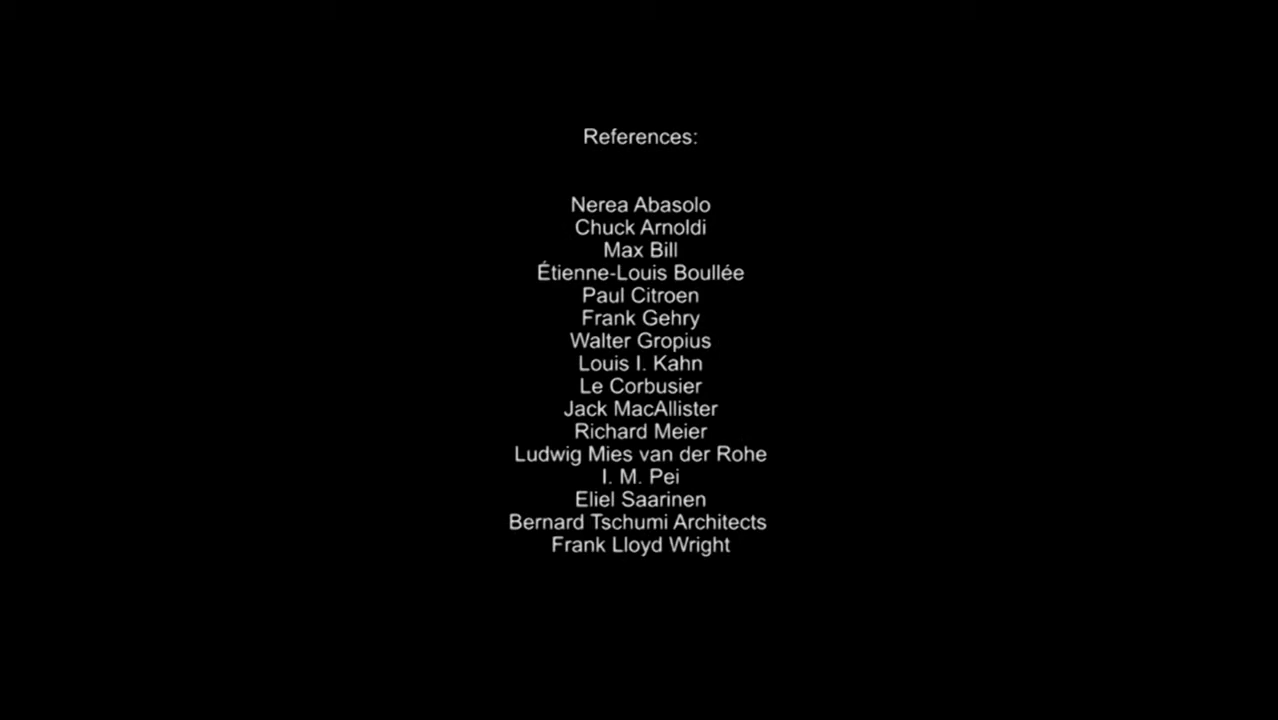 References:
Nerea Abasolo
Chuck Arnoldi
Max Bill
Étienne-Louis Boullée
Paul Citroen
Frank Gehry
Walter Gropius
Louis I. Kahn
Le Corbusier
Jack MacAllister
Richard Meier
Ludwig Mies van der Rohe
I. M. Pei
Eliel Saarinen
Bernard Tschumi Architects
Frank Lloyd Wright